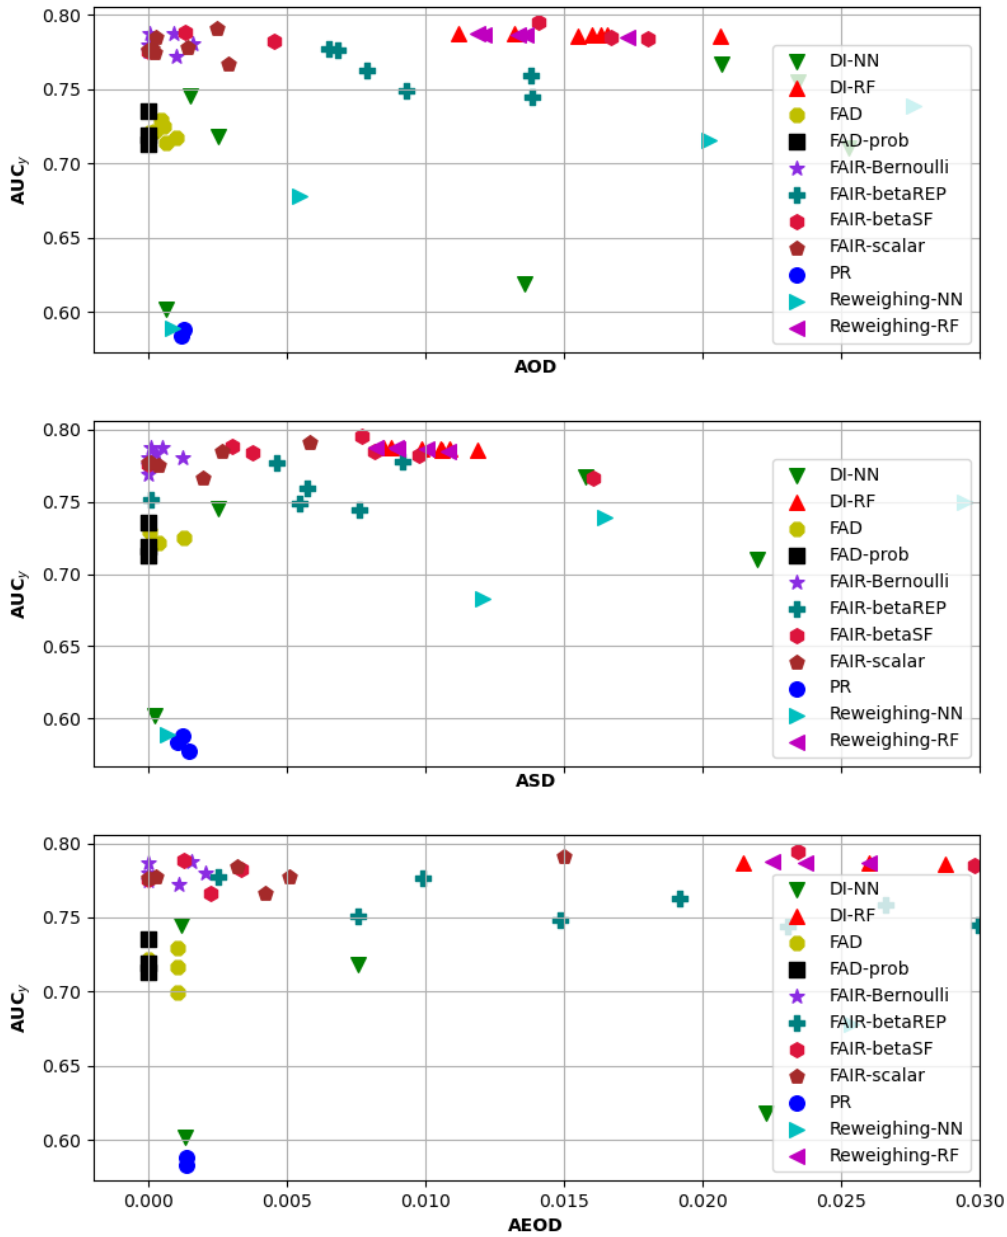 0.80
0.75
0.70
0.65
0.60
AUCy
DI-NN
DI-RF
FAD
FAD-prob
FAIR-Bernoulli
FAIR-betaREP
FAIR-betaSF
FAIR-scalar
PR
Reweighing-NN
Reweighing-RF
AOD
0.80
0.75
0.70
0.65
0.60
AUCy
DI-NN
DI-RF
FAD
FAD-prob
FAIR-Bernoulli
FAIR-betaREP
FAIR-betaSF
FAIR-scalar
PR
Reweighing-NN
Reweighing-RF
ASD
0.80
0.75
0.70
0.65
0.60
AUCy
DI-NN
DI-RF
FAD
FAD-prob
FAIR-Bernoulli
FAIR-betaREP
FAIR-betaSF
FAIR-scalar
PR
Reweighing-NN
Reweighing-RF
0.000 0.005 0.010 0.015 0.020 0.025 0.030
AEOD